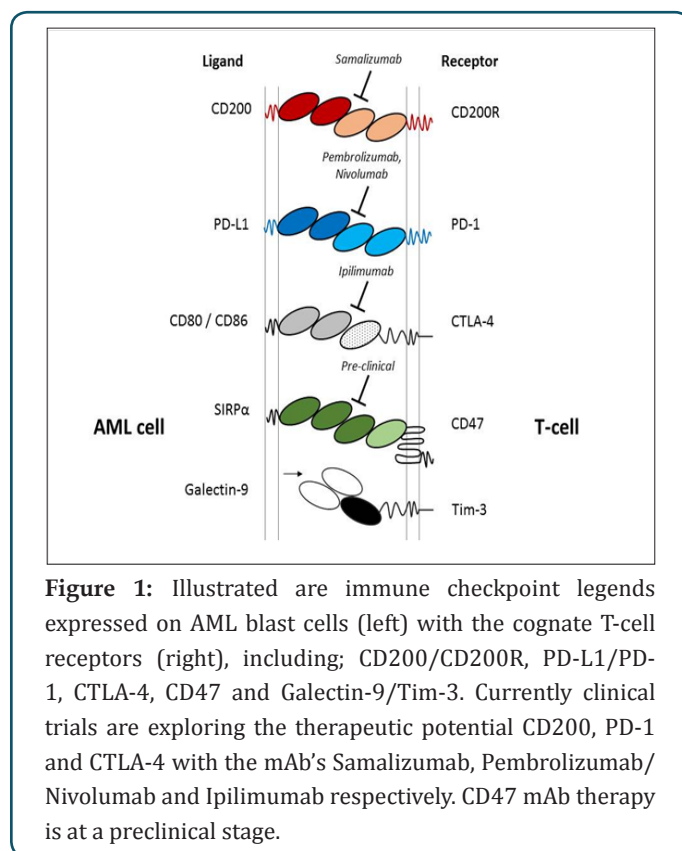 Ligand
Samalizumab
Receptor
CD200
CD200R
Pembrolizumab,
Nivolumab
PD-L1
PD-1
Ipilimumab
CD80 / CD86
CTLA-4
Pre-clinical
SIRPα
CD47
AML cell
T-cell
Galectin-9
Tim-3
Figure 1: Illustrated are immune checkpoint legends
expressed on AML blast cells (left) with the cognate T-cell
receptors (right), including; CD200/CD200R, PD-L1/PD-
1, CTLA-4, CD47 and Galectin-9/Tim-3. Currently clinical
trials are exploring the therapeutic potential CD200, PD-1
and CTLA-4 with the mAb's Samalizumab, Pembrolizumab/
Nivolumab and Ipilimumab respectively. CD47 mAb therapy
is at a preclinical stage.